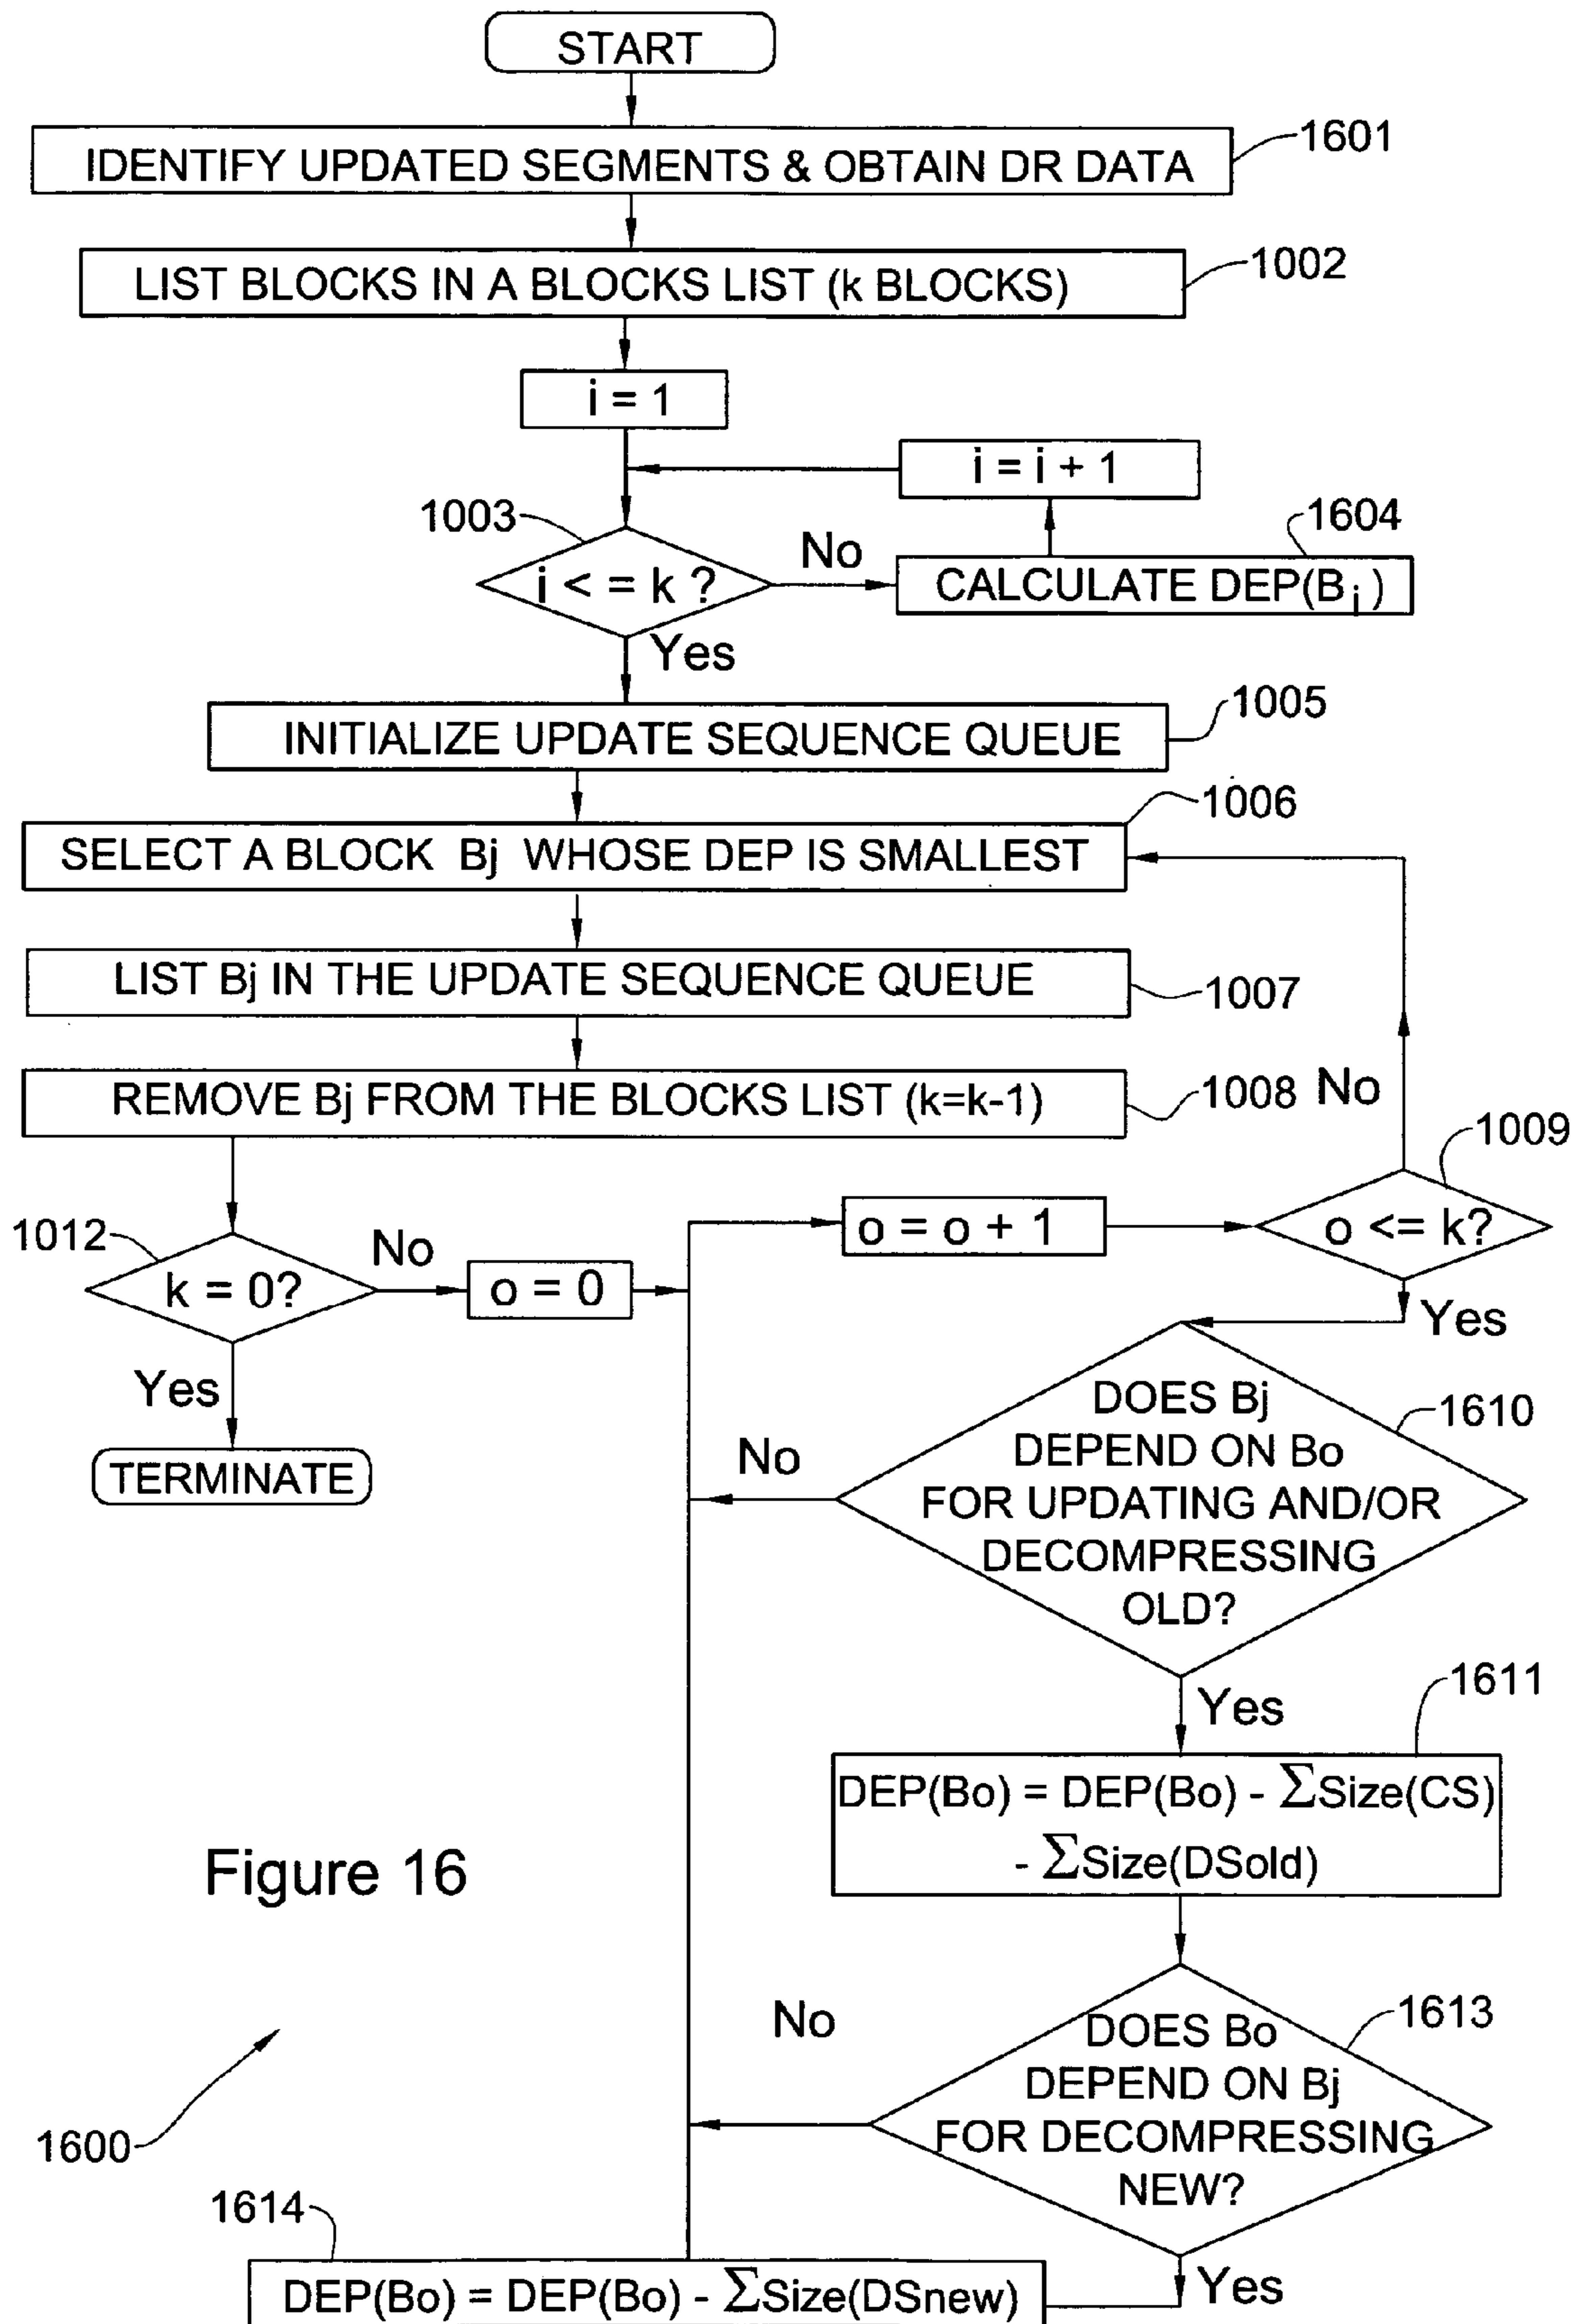 START
1601
IDENTIFY UPDATED SEGMENTS & OBTAIN DR DATA
1002
LIST BLOCKS IN A BLOCKS LIST (k BLOCKS)
i = 1
i = i + 1
1003
i < = k ?
No
1604
CALCULATE DEP(Bi)
Yes
1005
INITIALIZE UPDATE SEQUENCE QUEUE
1006
SELECT A BLOCK Bj WHOSE DEP IS SMALLEST
LIST Bj IN THE UPDATE SEQUENCE QUEUE
1007
REMOVE Bj FROM THE BLOCKS LIST (k=k-1)
1008
No
1009
1012
k = 0?
No
o = 0
o = o + 1
o <= k?
Yes
Yes
TERMINATE
DOES Bj
DEPEND ON Bo
FOR UPDATING AND/OR
DECOMPRESSING
OLD?
1610
No
Yes
1611
DEP(Bo) = DEP(Bo) - ΣSize(CS)
- ΣSize(DSold)
Figure 16
DOES Bo
DEPEND ON Bj
FOR DECOMPRESSING
NEW?
1613
No
1600
Yes
1614
DEP(Bo) = DEP(Bo) - ΣSize(DSnew)